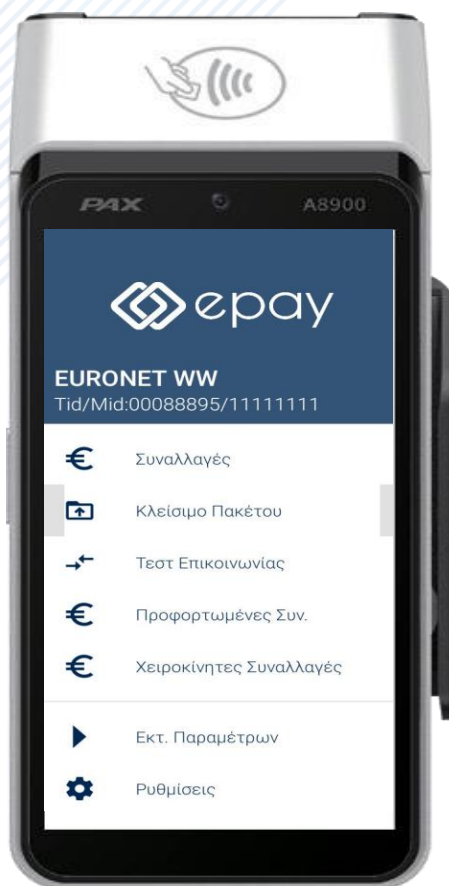 PAX A8900
epay
EURONET WW
Tid/Mid:00088895/11111111
Συναλλαγές
Κλείσιμο Πακέτου
Τεστ Επικοινωνίας
Προφορτωμένες Συν.
Χειροκίνητες Συναλλαγές
Εκτ. Παραμέτρων
Ρυθμίσεις